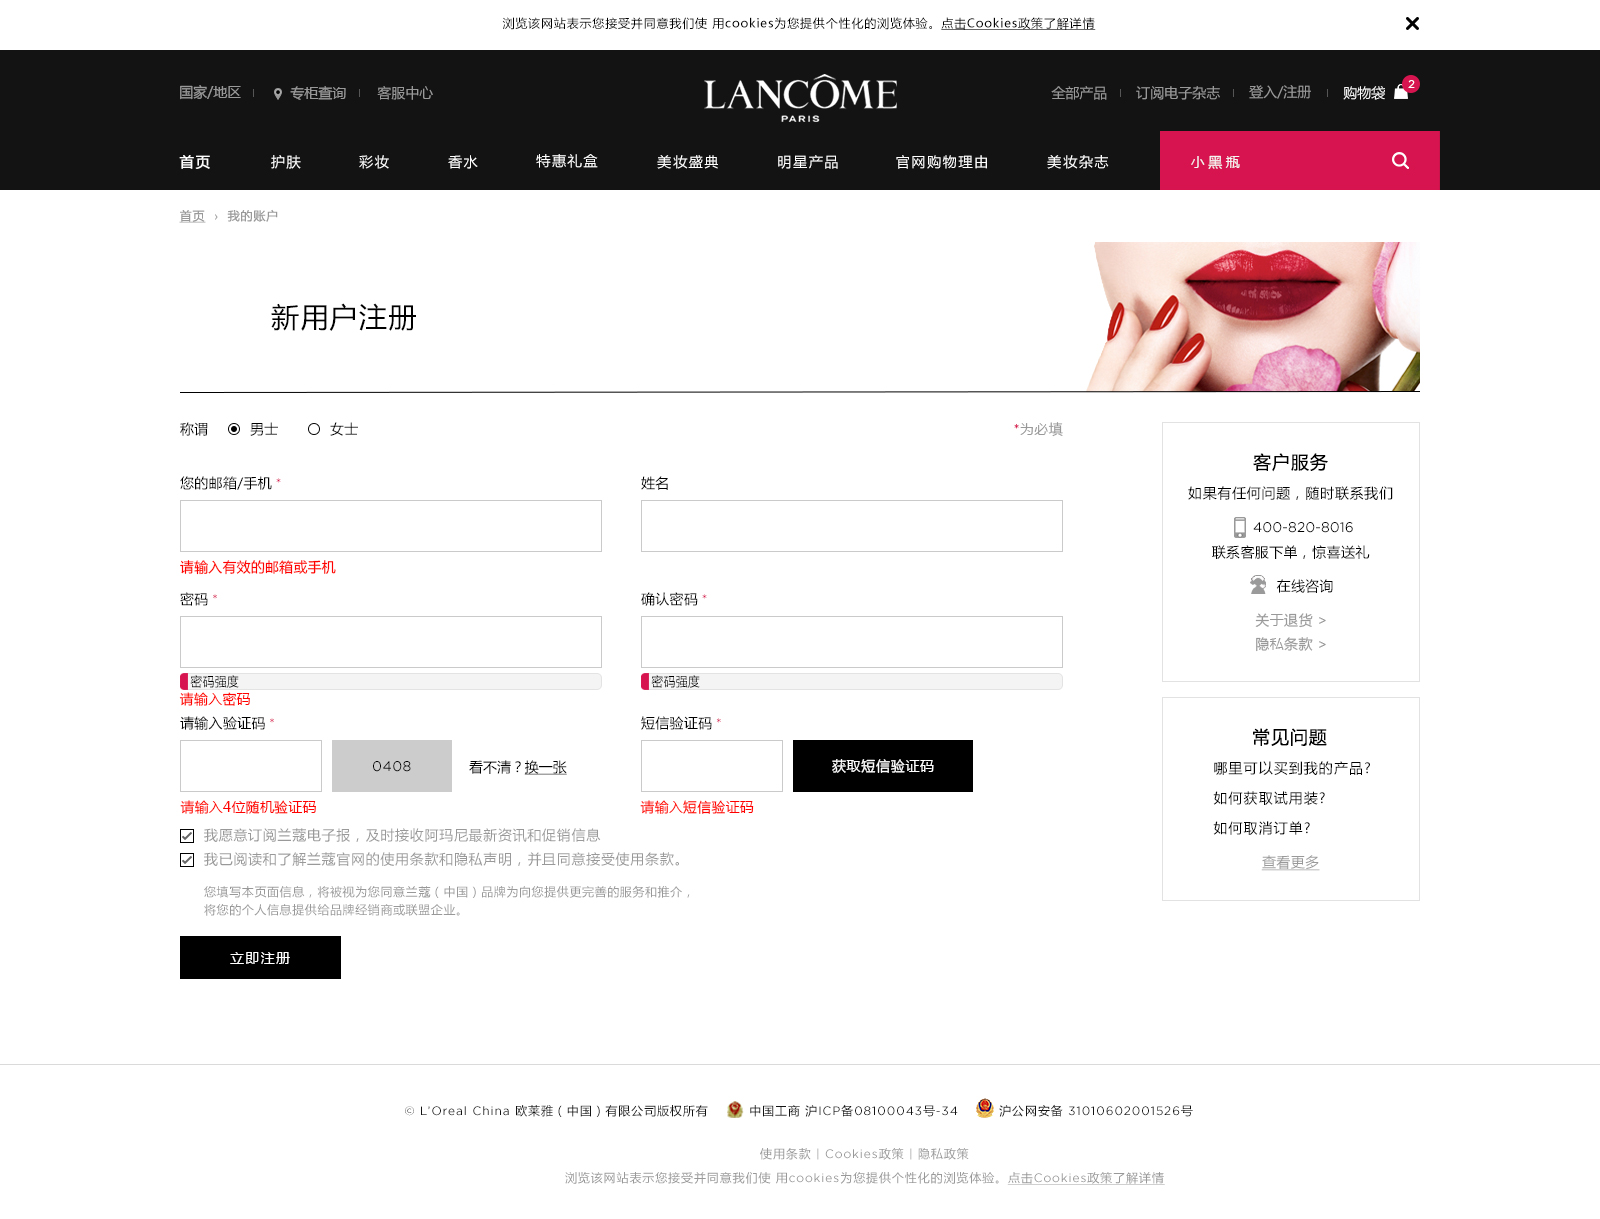 浏览该网站表示您接受并同意我们使 用cookies为您提供个性化的浏览体验。点击Cookies政策了解详情
国家/地区 专柜查询 客服中心 LANCÔME PARIS 全部产品 订阅电子杂志 登入/注册 购物袋 2
首页 护肤 彩妆 香水 特惠礼盒 美妆盛典 明星产品 官网购物理由 美妆杂志 小黑瓶
首页 › 我的账户
新用户注册
称谓 男士 女士 *为必填
您的邮箱/手机 * 姓名
请输入有效的邮箱或手机
密码 * 确认密码 *
密码强度 密码强度
请输入密码
请输入验证码 * 短信验证码 *
0408 看不清？换一张 获取短信验证码
请输入4位随机验证码 请输入短信验证码
我愿意订阅兰蔻电子报，及时接收阿玛尼最新资讯和促销信息
我已阅读和了解兰蔻官网的使用条款和隐私声明，并且同意接受使用条款。
您填写本页面信息，将被视为您同意兰蔻（中国）品牌为向您提供更完善的服务和推介，
将您的个人信息提供给品牌经销商或联盟企业。
立即注册
客户服务
如果有任何问题，随时联系我们
400-820-8016
联系客服下单，惊喜送礼
在线咨询
关于退货 >
隐私条款 >
常见问题
哪里可以买到我的产品?
如何获取试用装?
如何取消订单?
查看更多
© L'Oreal China 欧莱雅（中国）有限公司版权所有 中国工商 沪ICP备08100043号-34 沪公网安备 31010602001526号
使用条款 | Cookies政策 | 隐私政策
浏览该网站表示您接受并同意我们使 用cookies为您提供个性化的浏览体验。点击Cookies政策了解详情